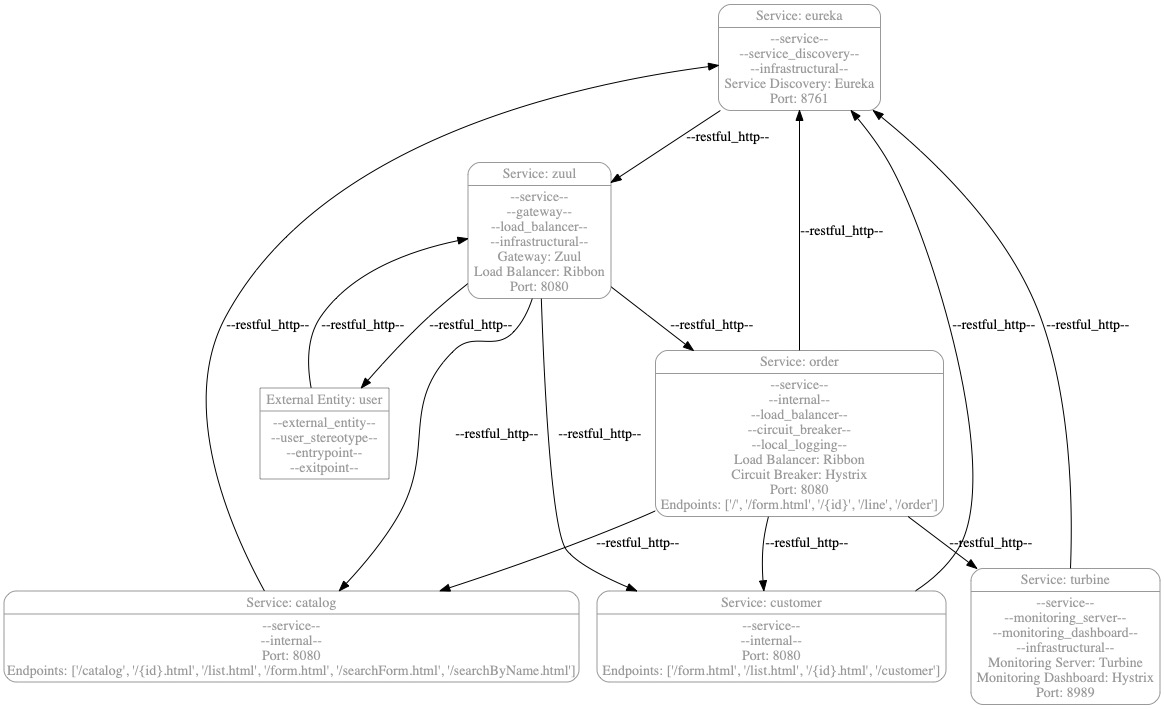 Service: eureka
--service--
--service_discovery--
--infrastructural--
Service Discovery: Eureka
Port: 8761
--restful_http--
Service: zuul
--service--
--gateway--
--load_balancer--
--infrastructural--
Gateway: Zuul
Load Balancer: Ribbon
Port: 8080
--restful_http--
--restful_http--
--restful_http--
--restful_http--
--restful_http--
--restful_http--
--restful_http--
Service: order
--service--
--internal--
--load_balancer--
--circuit_breaker--
--local_logging--
Load Balancer: Ribbon
Circuit Breaker: Hystrix
Port: 8080
Endpoints: ['/', '/form.html', '/{id}', '/line', '/order']
External Entity: user
--external_entity--
--user_stereotype--
--entrypoint--
--exitpoint--
--restful_http--
--restful_http--
--restful_http--
--restful_http--
--restful_http--
Service: catalog
--service--
--internal--
Port: 8080
Endpoints: ['/catalog', '/{id}.html', '/list.html', '/form.html', '/searchForm.html', '/searchByName.html']
Service: customer
--service--
--internal--
Port: 8080
Endpoints: ['/form.html', '/list.html', '/{id}.html', '/customer']
Service: turbine
--service--
--monitoring_server--
--monitoring_dashboard--
--infrastructural--
Monitoring Server: Turbine
Monitoring Dashboard: Hystrix
Port: 8989